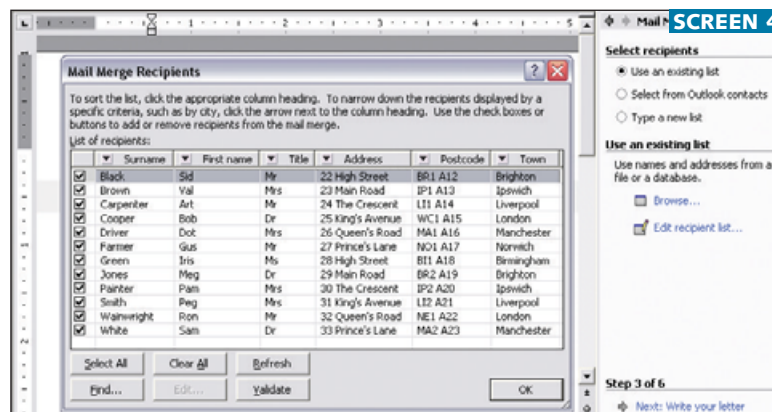 1 2 3 4 5
Mail M
SCREEN 4
Mail Merge Recipients
To sort the list, click the appropriate column heading. To narrow down the recipients displayed by a
specific criteria, such as by city, click the arrow next to the column heading. Use the check boxes or
buttons to add or remove recipients from the mail merge.
List of recipients:
Surname First name Title Address Postcode Town
Black Sid Mr 22 High Street BR1 A12 Brighton
Brown Val Mrs 23 Main Road IP1 A13 Ipswich
Carpenter Art Mr 24 The Crescent LI1 A14 Liverpool
Cooper Bob Dr 25 King's Avenue WC1 A15 London
Driver Dot Mrs 26 Queen's Road MA1 A16 Manchester
Farmer Gus Mr 27 Prince's Lane NO1 A17 Norwich
Green Iris Ms 28 High Street BI1 A18 Birmingham
Jones Meg Dr 29 Main Road BR2 A19 Brighton
Painter Pam Mrs 30 The Crescent IP2 A20 Ipswich
Smith Peg Mrs 31 King's Avenue LI2 A21 Liverpool
Wainwright Ron Mr 32 Queen's Road NE1 A22 London
White Sam Dr 33 Prince's Lane MA2 A23 Manchester
Select All Clear All Refresh
Find... Edit... Validate OK
Select recipients
Use an existing list
Select from Outlook contacts
Type a new list
Use an existing list
Use names and addresses from a
file or a database.
Browse...
Edit recipient list...
Step 3 of 6
Next: Write your letter